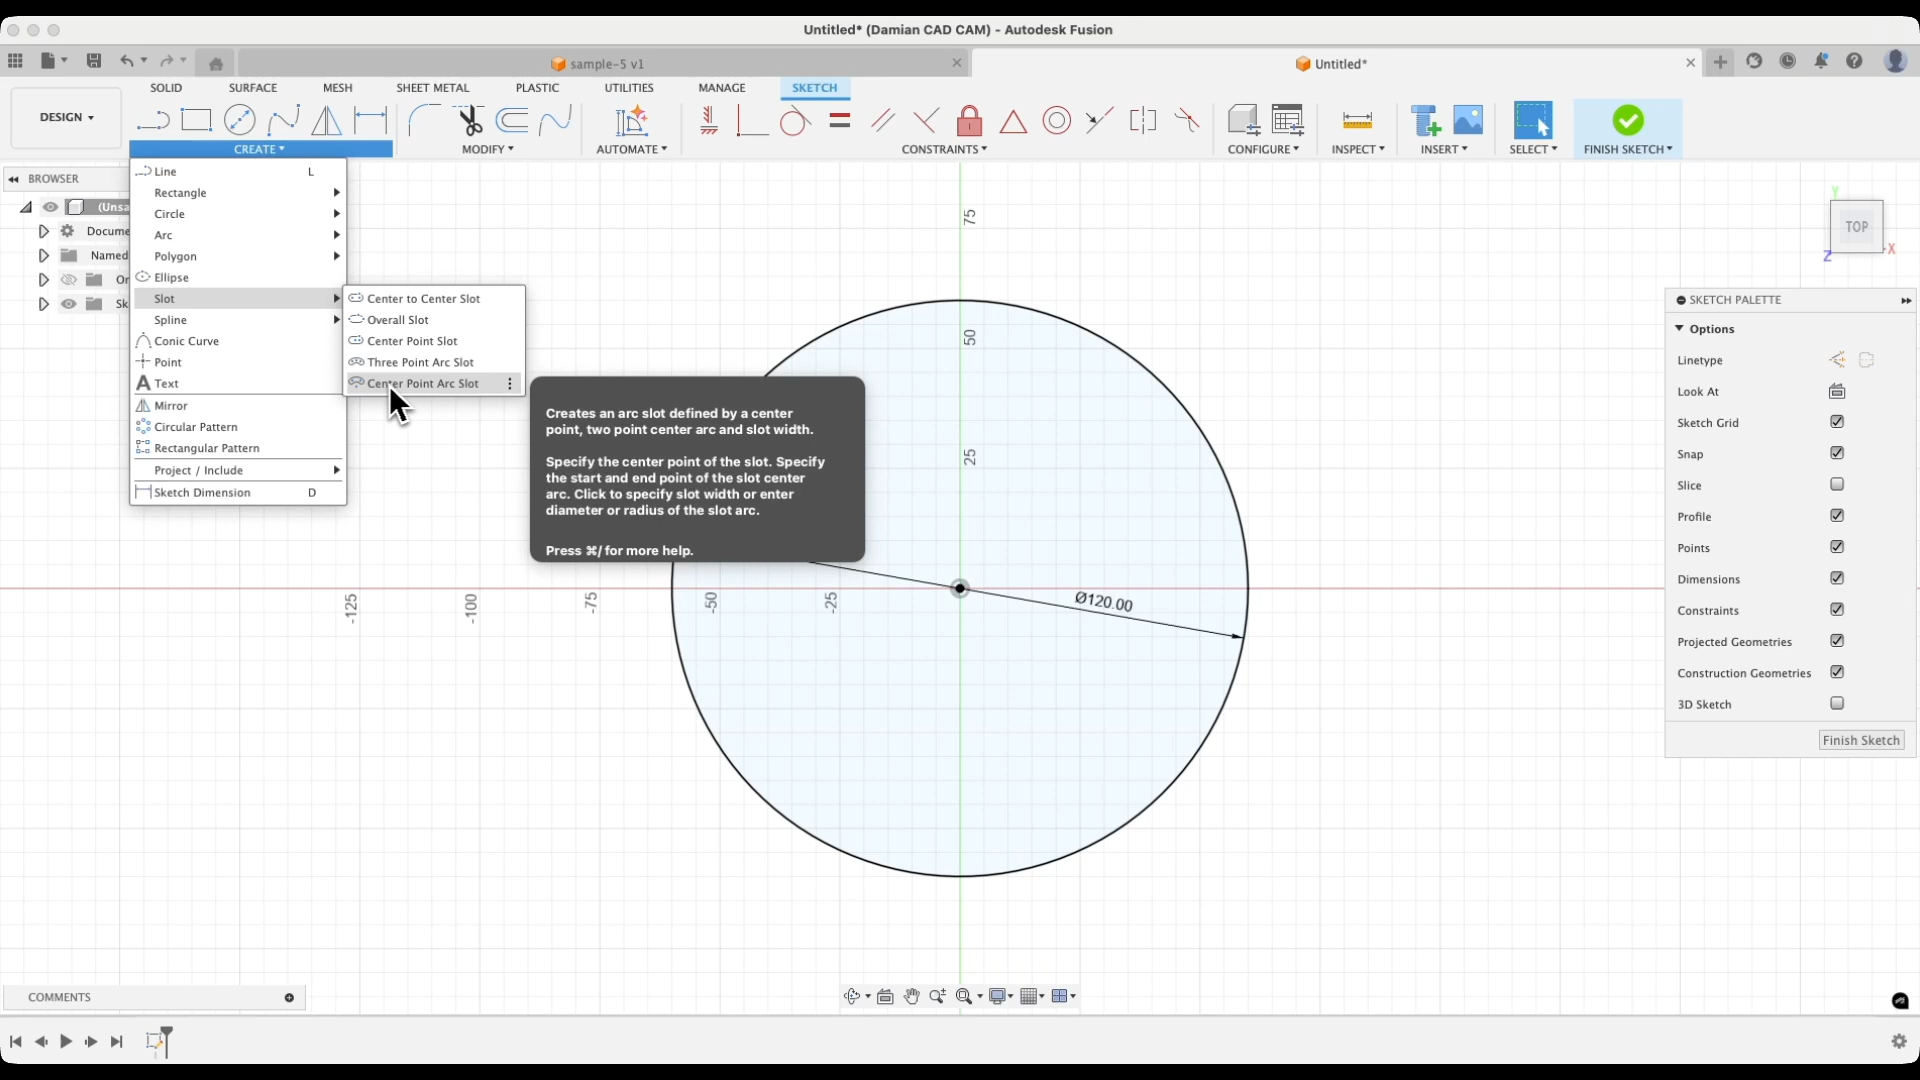 Untitled* (Damian CAD CAM) - Autodesk Fusion
sample-5 v1
Untitled*
SOLID
SURFACE
MESH
SHEET METAL
PLASTIC
UTILITIES
MANAGE
SKETCH
DESIGN
CREATE
MODIFY
AUTOMATE
CONSTRAINTS
CONFIGURE
INSPECT
INSERT
SELECT
FINISH SKETCH
BROWSER
(Unsa
Docume
Named
Or
Sk
Line L
Rectangle
Circle
Arc
Polygon
Ellipse
Slot
Spline
Conic Curve
Point
Text
Mirror
Circular Pattern
Rectangular Pattern
Project / Include
Sketch Dimension D
Center to Center Slot
Overall Slot
Center Point Slot
Three Point Arc Slot
Center Point Arc Slot
Creates an arc slot defined by a center
point, two point center arc and slot width.
Specify the center point of the slot. Specify
the start and end point of the slot center
arc. Click to specify slot width or enter
diameter or radius of the slot arc.
Press ⌘/ for more help.
75
50
25
-125
-100
-75
-50
-25
Ø120.00
Y
TOP
X
Z
SKETCH PALETTE
Options
Linetype
Look At
Sketch Grid
Snap
Slice
Profile
Points
Dimensions
Constraints
Projected Geometries
Construction Geometries
3D Sketch
Finish Sketch
COMMENTS